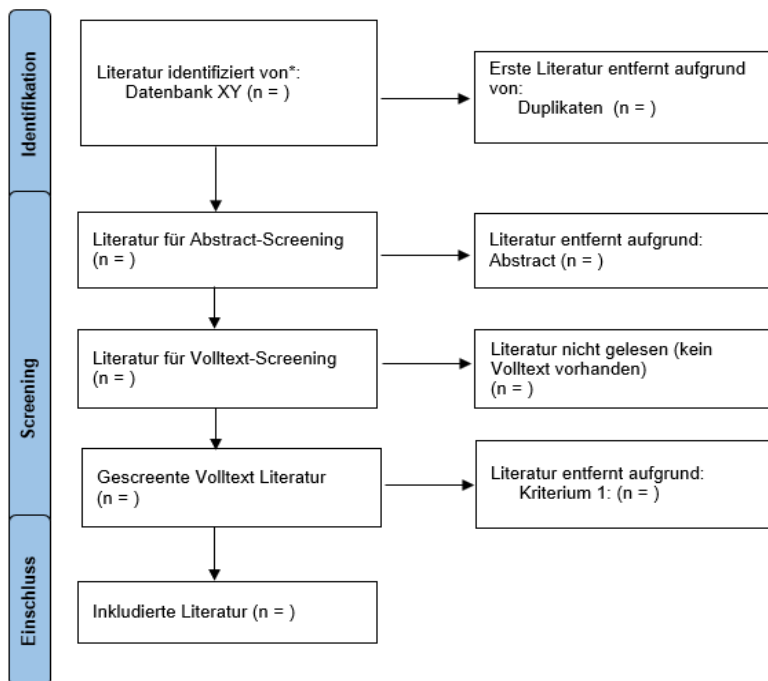 Identifikation
Literatur identifiziert von*:
Datenbank XY (n = )
Erste Literatur entfernt aufgrund
von:
Duplikaten (n = )
Screening
Literatur für Abstract-Screening
(n = )
Literatur entfernt aufgrund:
Abstract (n = )
Literatur für Volltext-Screening
(n = )
Literatur nicht gelesen (kein
Volltext vorhanden)
(n = )
Gescreente Volltext Literatur
(n = )
Literatur entfernt aufgrund:
Kriterium 1: (n = )
Einschluss
Inkludierte Literatur (n = )